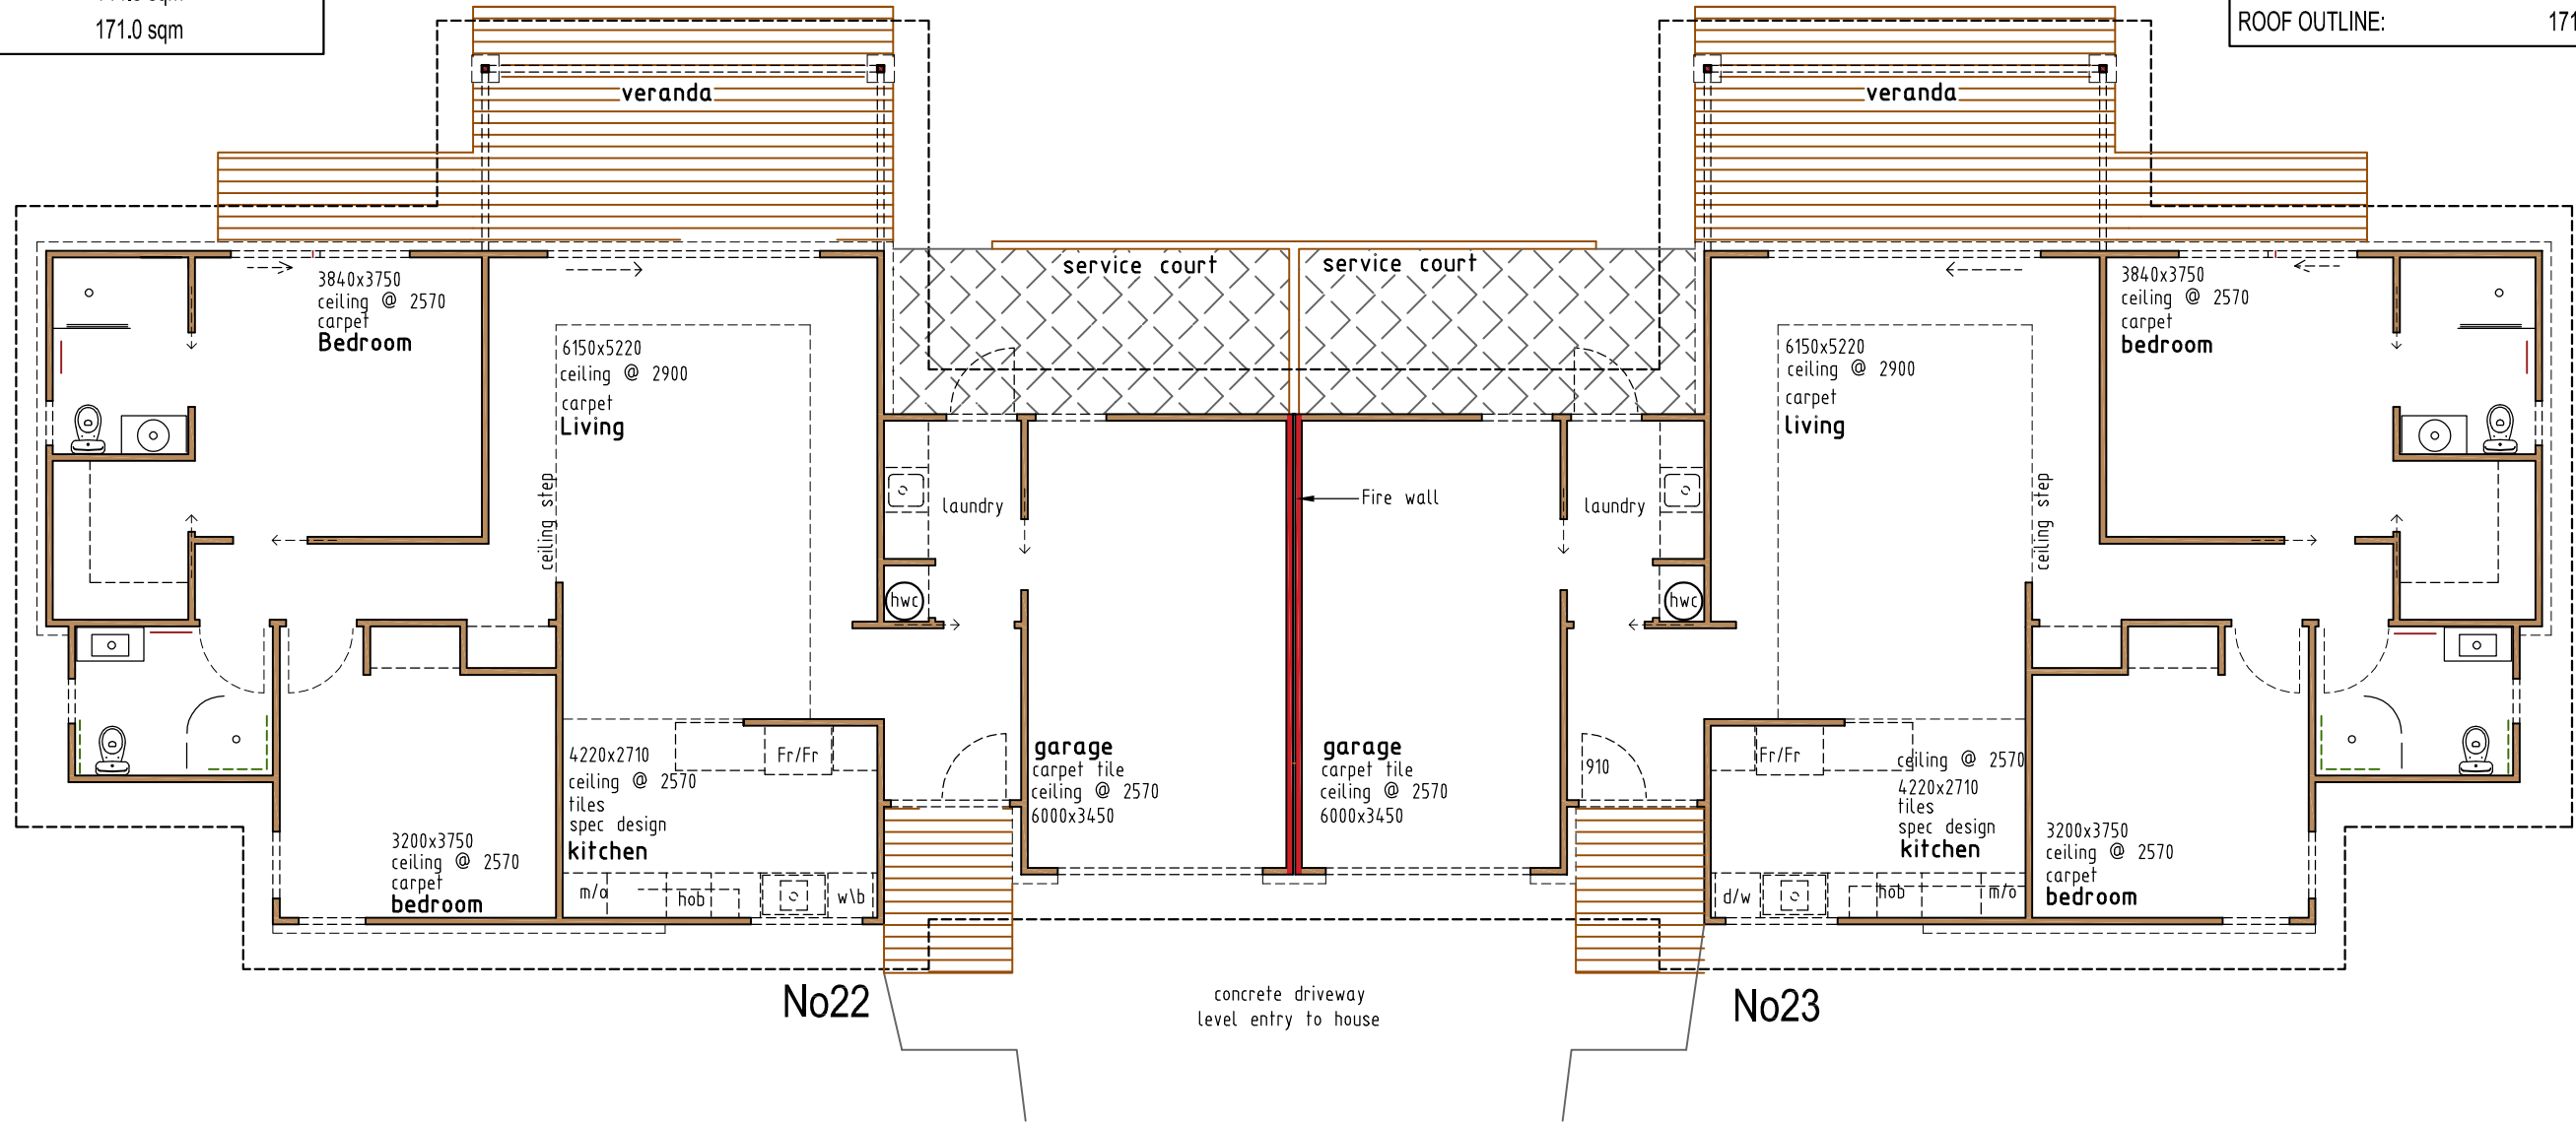 171.0 sqm
ROOF OUTLINE:
171
veranda
veranda
service court
service court
3840x3750
ceiling @ 2570
carpet
Bedroom
6150x5220
ceiling @ 2900
carpet
Living
ceiling step
laundry
hwc
Fire wall
laundry
hwc
6150x5220
ceiling @ 2900
carpet
living
ceiling step
3840x3750
ceiling @ 2570
carpet
bedroom
3200x3750
ceiling @ 2570
carpet
bedroom
4220x2710
ceiling @ 2570
tiles
spec design
kitchen
Fr/Fr
m/o
hob
w\b
garage
carpet tile
ceiling @ 2570
6000x3450
garage
carpet tile
ceiling @ 2570
6000x3450
910
Fr/Fr
ceiling @ 2570
4220x2710
tiles
spec design
kitchen
d/w
hob
m/o
3200x3750
ceiling @ 2570
carpet
bedroom
No22
concrete driveway
level entry to house
No23